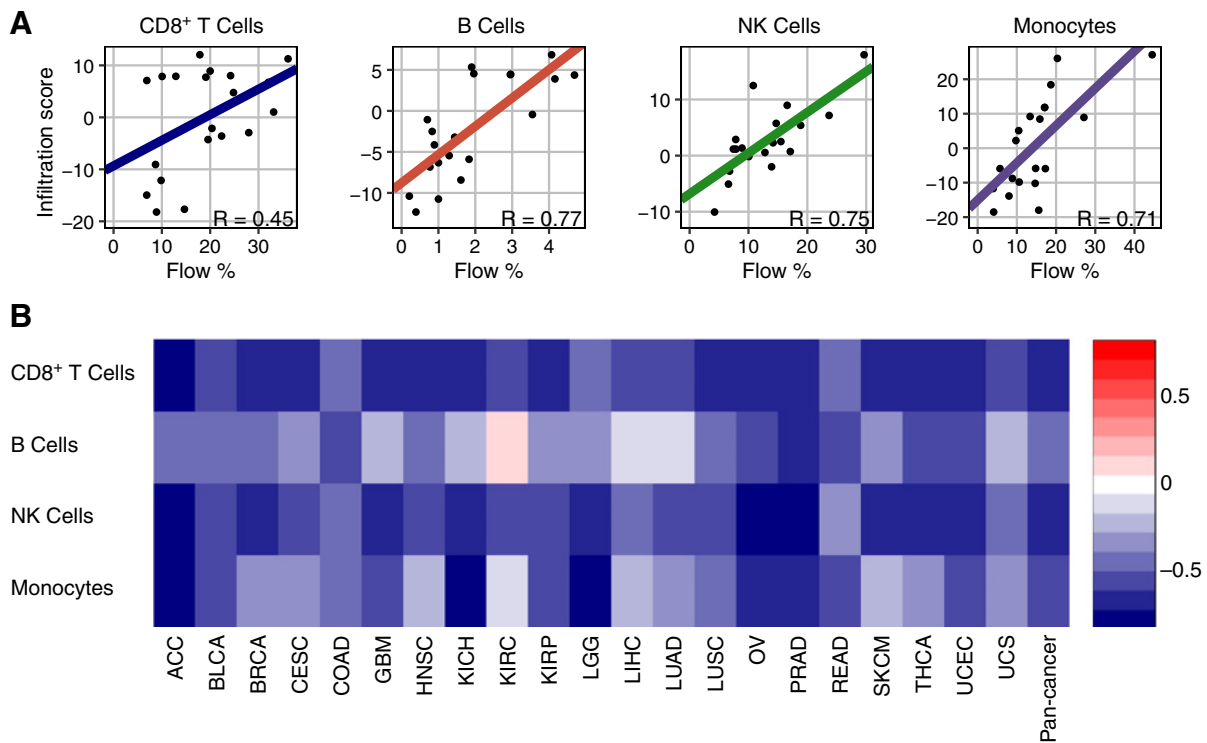 A
CD8+ T Cells
B Cells
NK Cells
Monocytes
Infiltration score
10
0
−10
−20
R = 0.45
0 10 20 30
Flow %
5
0
−5
−10
R = 0.77
0 1 2 3 4
Flow %
10
0
−10
R = 0.75
0 10 20 30
Flow %
20
10
0
−10
−20
R = 0.71
0 10 20 30 40
Flow %
B
CD8+ T Cells
B Cells
NK Cells
Monocytes
0.5
0
−0.5
ACC
BLCA
BRCA
CESC
COAD
GBM
HNSC
KICH
KIRC
KIRP
LGG
LIHC
LUAD
LUSC
OV
PRAD
READ
SKCM
THCA
UCEC
UCS
Pan-cancer